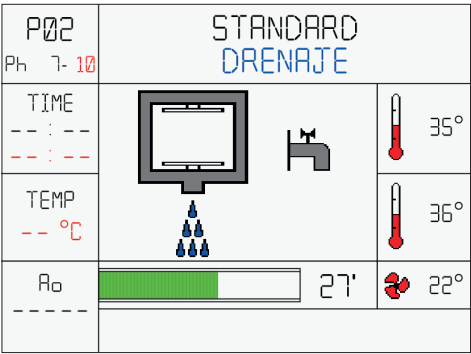 P02
Ph 7- 10
STANDARD
DRENAJE
TIME
-- : --
-- : --
35°
TEMP
-- °C
36°
Ao
-----
27'
22°